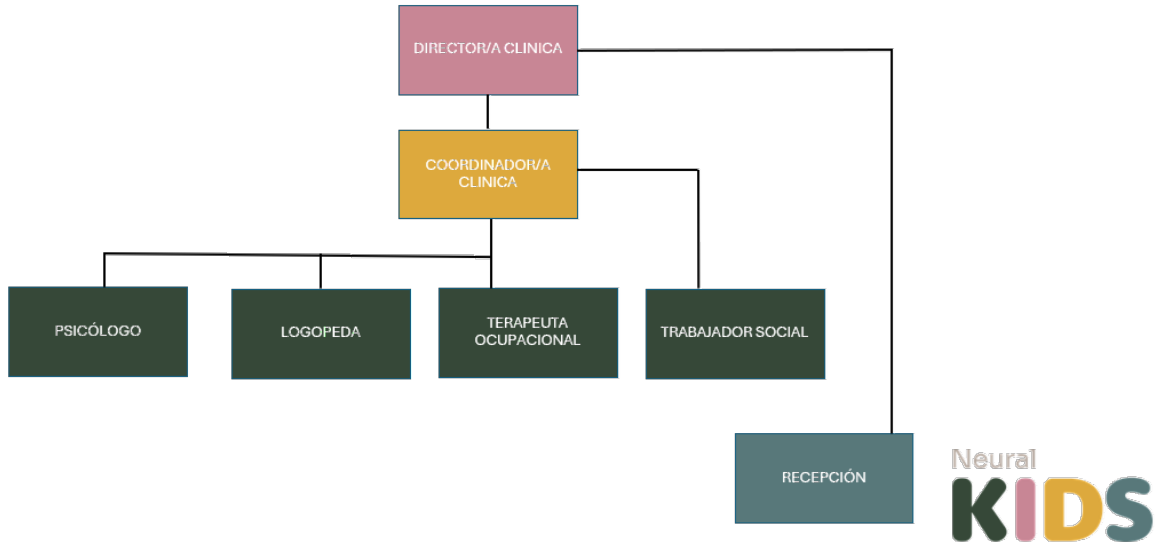 DIRECTOR/A CLINICA
COORDINADOR/A
CLINICA
PSICÓLOGO
LOGOPEDA
TERAPEUTA
OCUPACIONAL
TRABAJADOR SOCIAL
RECEPCIÓN
Neural
KIDS